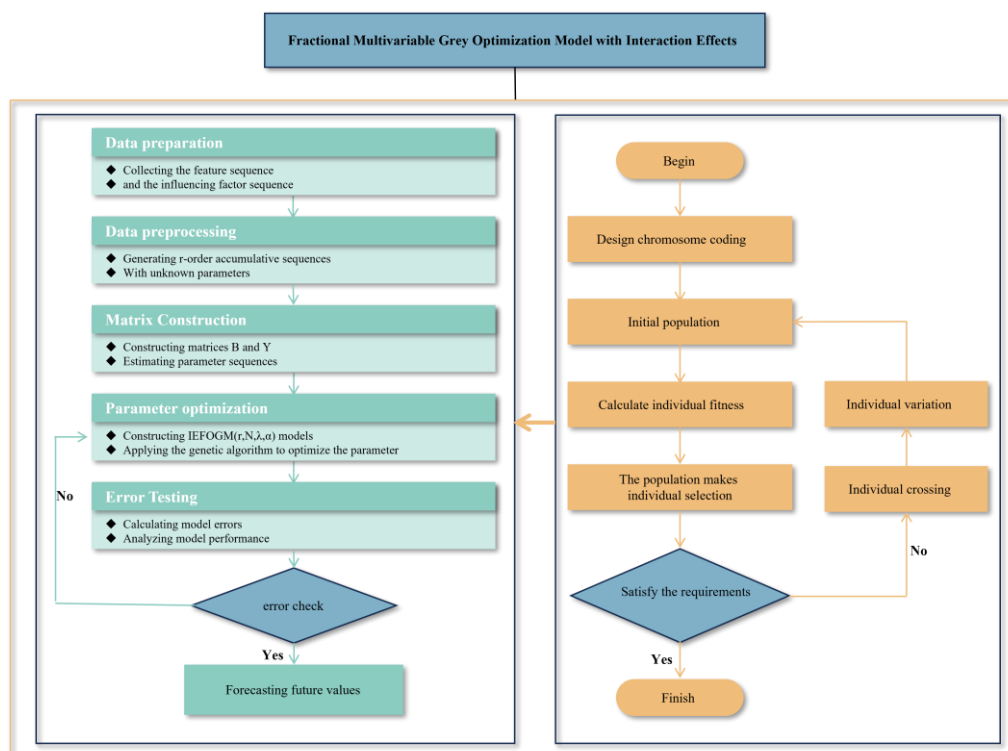 Fractional Multivariable Grey Optimization Model with Interaction Effects
Data preparation
◆ Collecting the feature sequence
◆ and the influencing factor sequence
Data preprocessing
◆ Generating r-order accumulative sequences
◆ With unknown parameters
Matrix Construction
◆ Constructing matrices B and Y
◆ Estimating parameter sequences
Parameter optimization
◆ Constructing IEFOGM(r,N,λ,α) models
◆ Applying the genetic algorithm to optimize the parameter
No
Error Testing
◆ Calculating model errors
◆ Analyzing model performance
error check
Yes
Forecasting future values
Begin
Design chromosome coding
Initial population
Calculate individual fitness
Individual variation
The population makes
individual selection
Individual crossing
No
Satisfy the requirements
Yes
Finish